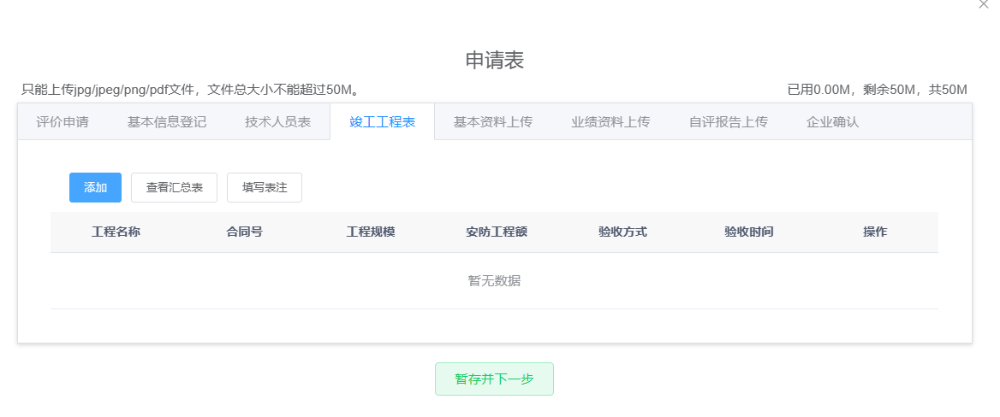 申请表
只能上传jpg/jpeg/png/pdf文件，文件总大小不能超过50M。 已用0.00M，剩余50M，共50M
评价申请 基本信息登记 技术人员表 竣工工程表 基本资料上传 业绩资料上传 自评报告上传 企业确认
添加 查看汇总表 填写表注
工程名称 合同号 工程规模 安防工程额 验收方式 验收时间 操作
暂无数据
暂存并下一步